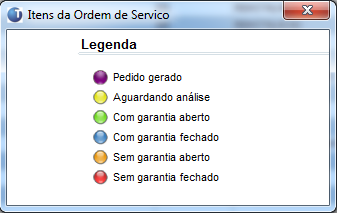 Itens da Ordem de Servico
Legenda
Pedido gerado
Aguardando análise
Com garantia aberto
Com garantia fechado
Sem garantia aberto
Sem garantia fechado